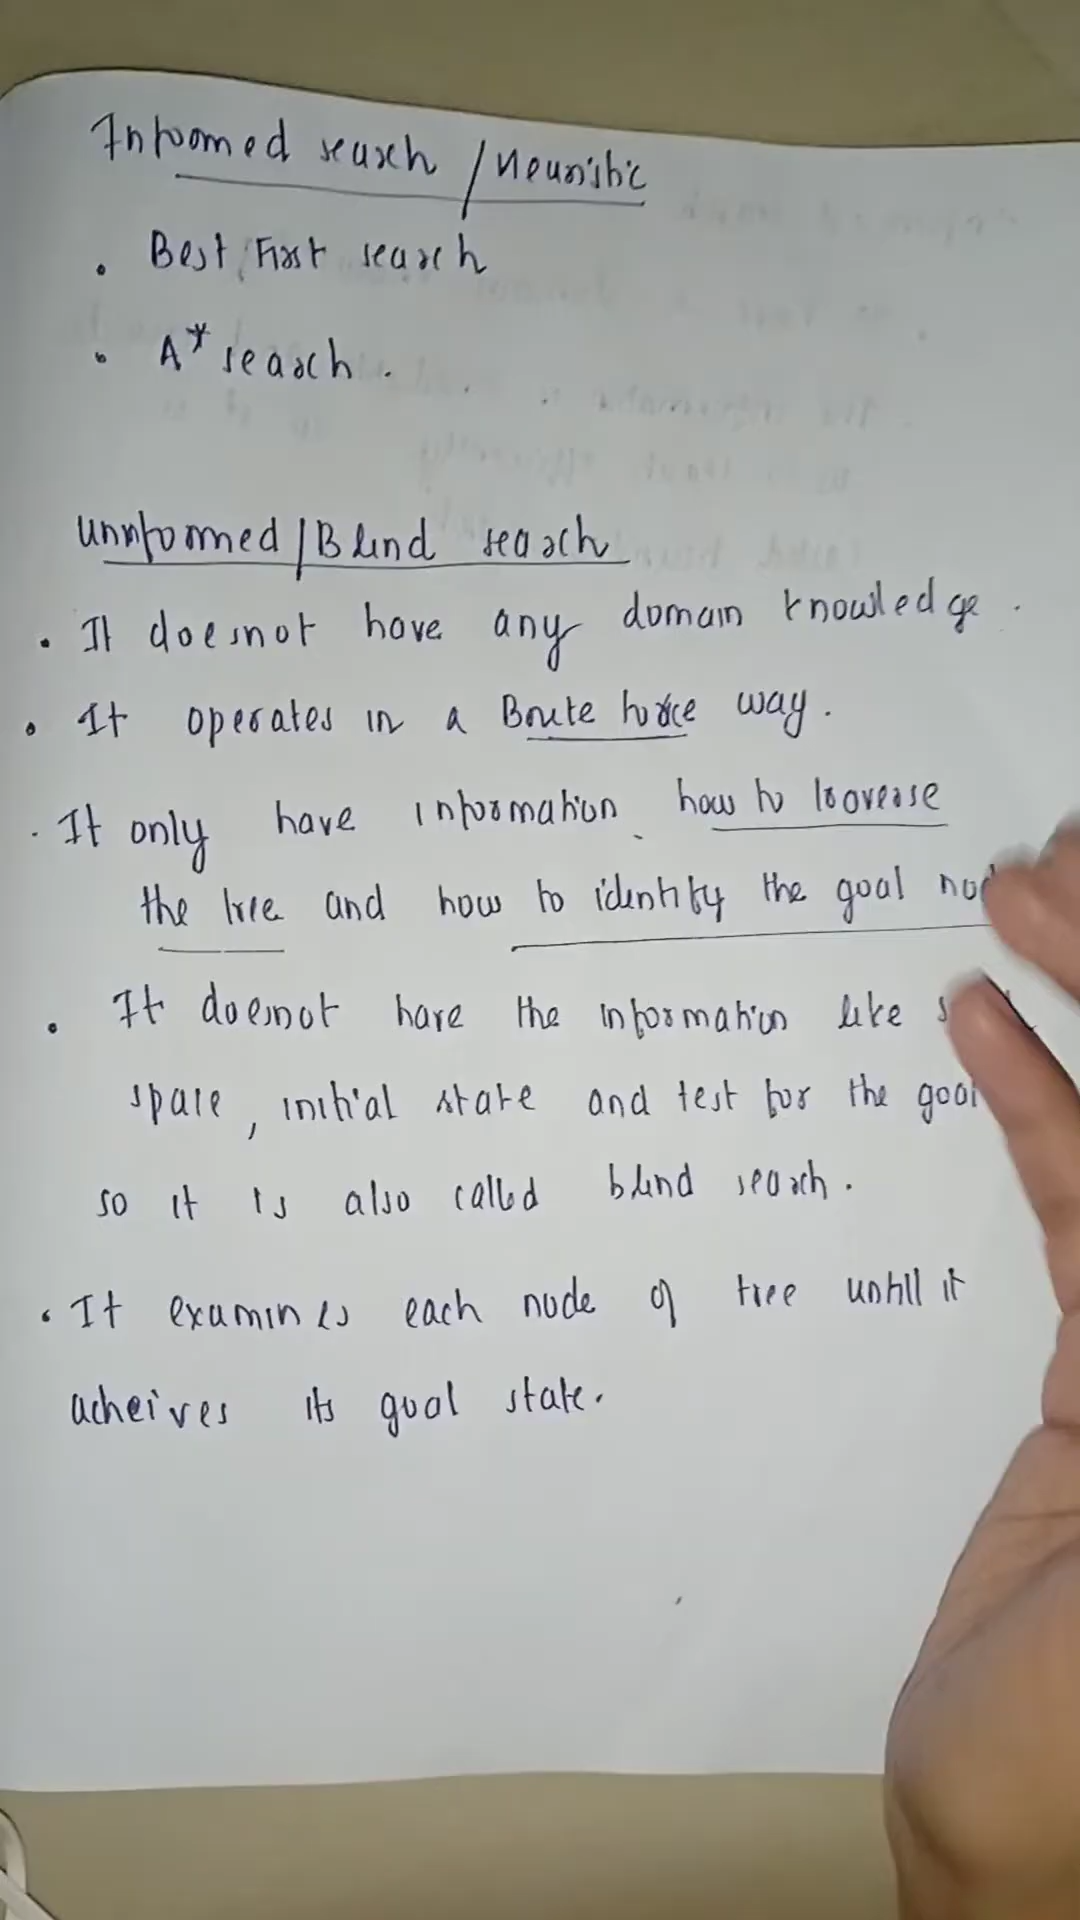 Informed search / Heuristic
• Best First search
• A* search.
Uninformed / Blind search
• It doesnot have any domain knowledge.
• It operates in a Brute force way.
• It only have information how to traverse
the tree and how to identify the goal
• It doesnot have the information like
space, initial state and test for the goal
so it is also called blind search.
• It examines each node of tree untill it
acheives its goal state.